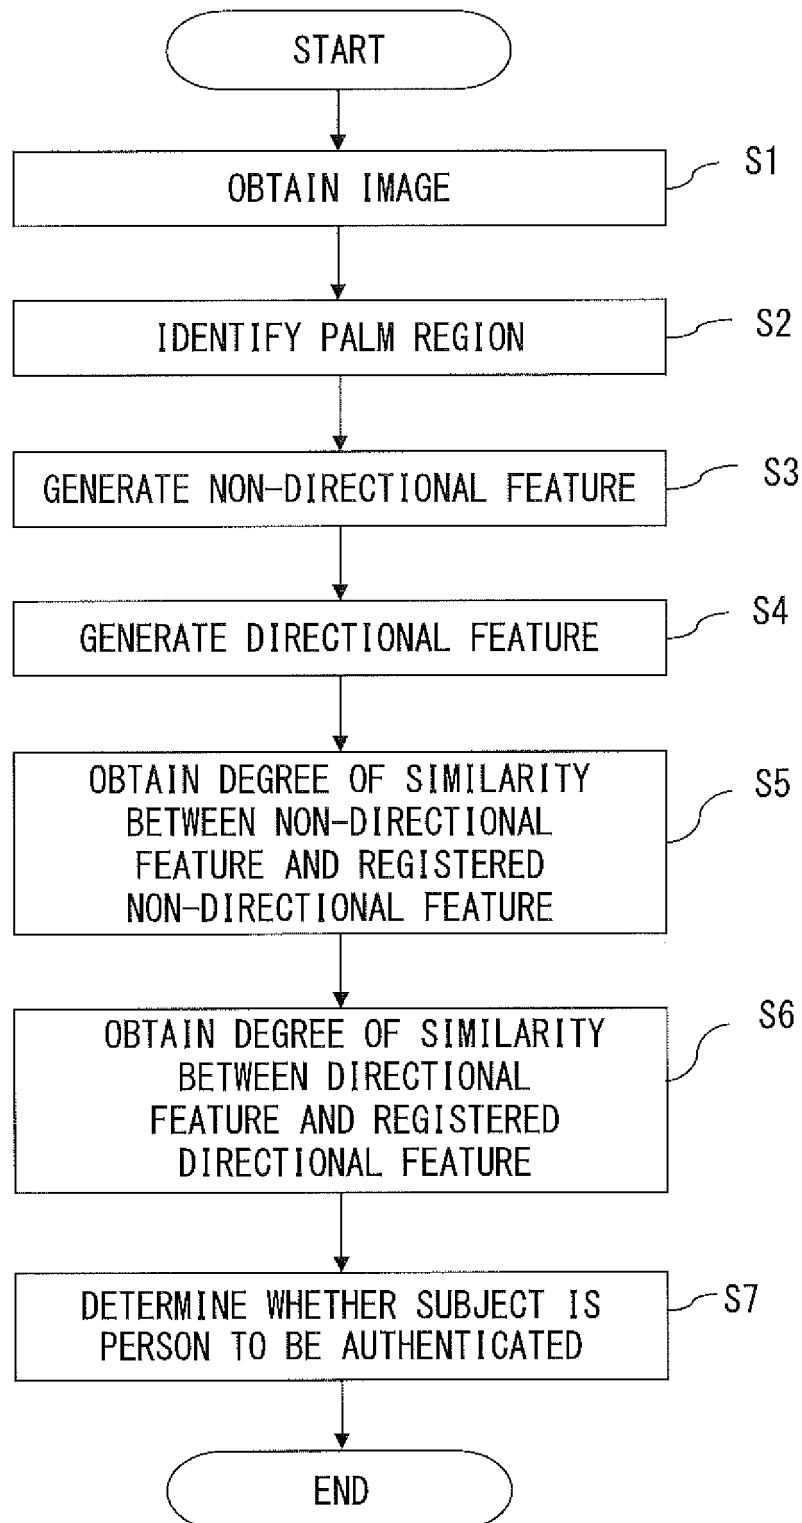 START
OBTAIN IMAGE
S1
IDENTIFY PALM REGION
S2
GENERATE NON-DIRECTIONAL FEATURE
S3
GENERATE DIRECTIONAL FEATURE
S4
OBTAIN DEGREE OF SIMILARITY
BETWEEN NON-DIRECTIONAL
FEATURE AND REGISTERED
NON-DIRECTIONAL FEATURE
S5
OBTAIN DEGREE OF SIMILARITY
BETWEEN DIRECTIONAL
FEATURE AND REGISTERED
DIRECTIONAL FEATURE
S6
DETERMINE WHETHER SUBJECT IS
PERSON TO BE AUTHENTICATED
S7
END